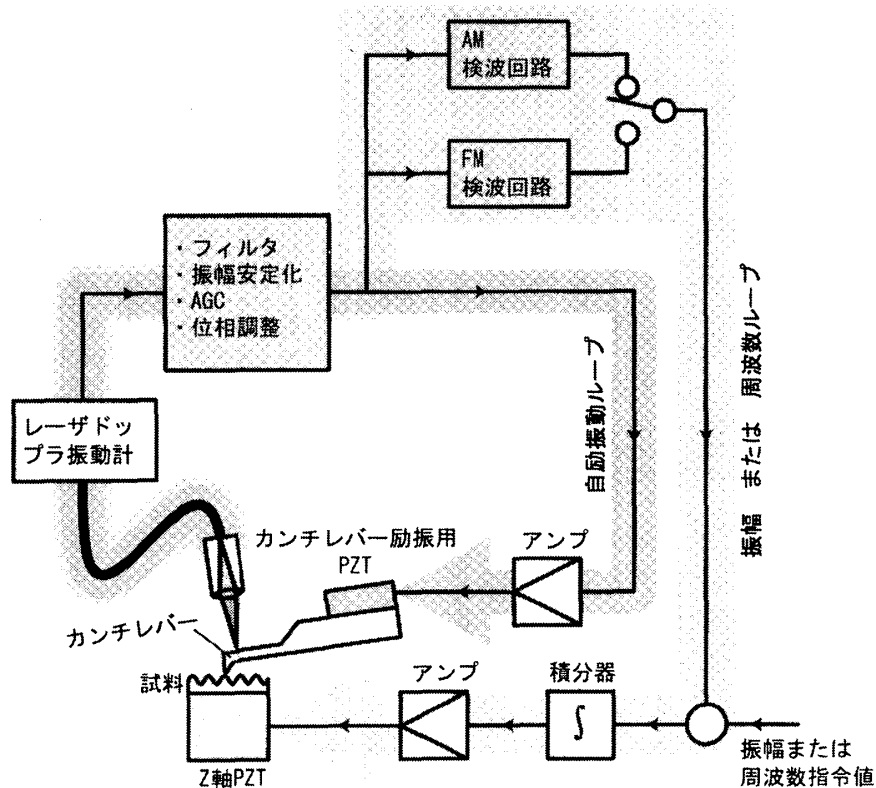 AM
検波回路
FM
検波回路
・フィルタ
・振幅安定化
・AGC
・位相調整
レーザドッ
プラ振動計
自励振動ループ
振幅 または 周波数ループ
カンチレバー励振用
PZT
アンプ
カンチレバー
試料
アンプ
積分器
∫
Z軸PZT
振幅または
周波数指令値